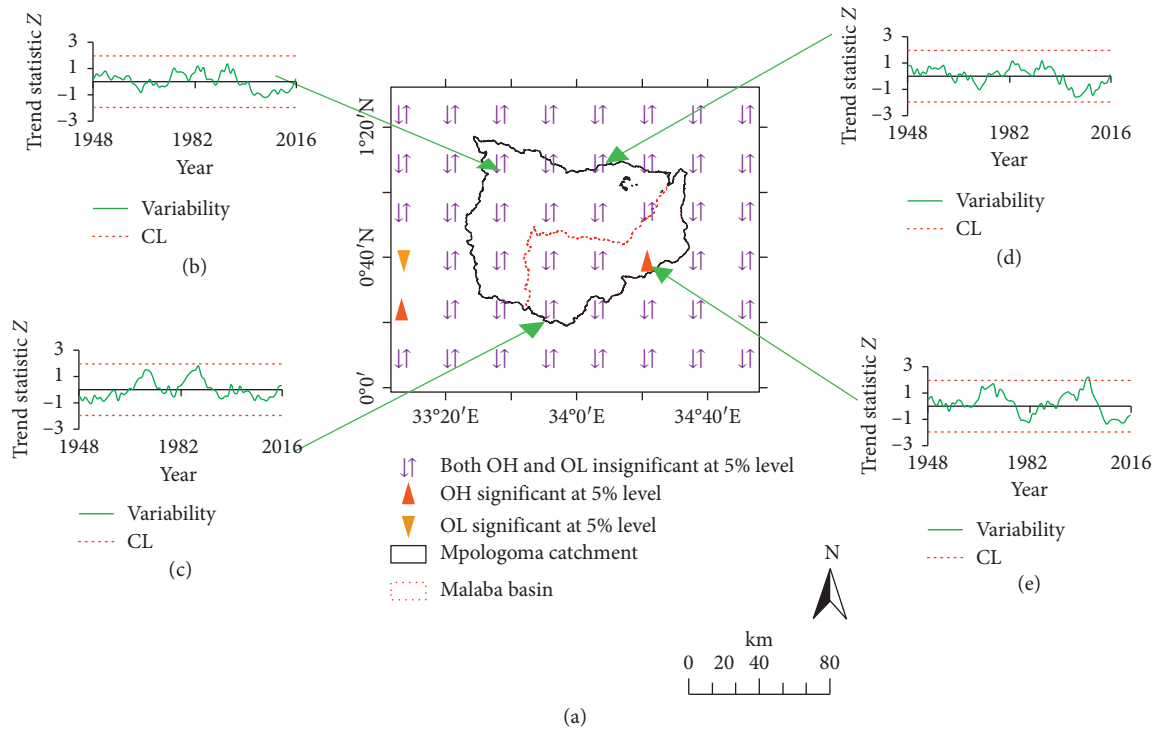 Trend statistic Z
3
1
−1
−3
1948
1982
2016
Year
Variability
CL
(b)
Trend statistic Z
3
1
−1
−3
1948
1982
2016
Year
Variability
CL
(c)
1°20′N
0°40′N
0°0′
33°20′E
34°0′E
34°40′E
Both OH and OL insignificant at 5% level
OH significant at 5% level
OL significant at 5% level
Mpologoma catchment
Malaba basin
N
km
0 20 40 80
(a)
Trend statistic Z
3
1
−1
−3
1948
1982
2016
Year
Variability
CL
(d)
Trend statistic Z
3
1
−1
−3
1948
1982
2016
Year
Variability
CL
(e)